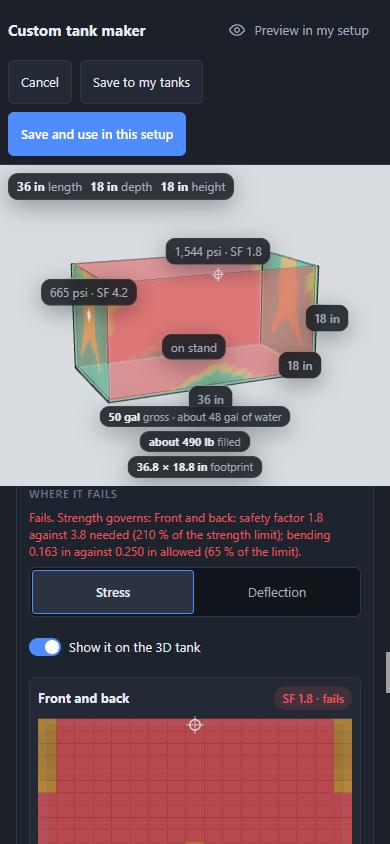 Custom tank maker
Preview in my setup
Cancel
Save to my tanks
Save and use in this setup
36 in length 18 in depth 18 in height
1,544 psi · SF 1.8
665 psi · SF 4.2
18 in
on stand
18 in
36 in
50 gal gross · about 48 gal of water
about 490 lb filled
36.8 × 18.8 in footprint
WHERE IT FAILS
Fails. Strength governs: Front and back: safety factor 1.8
against 3.8 needed (210 % of the strength limit); bending
0.163 in against 0.250 in allowed (65 % of the limit).
Stress
Deflection
Show it on the 3D tank
Front and back
SF 1.8 · fails